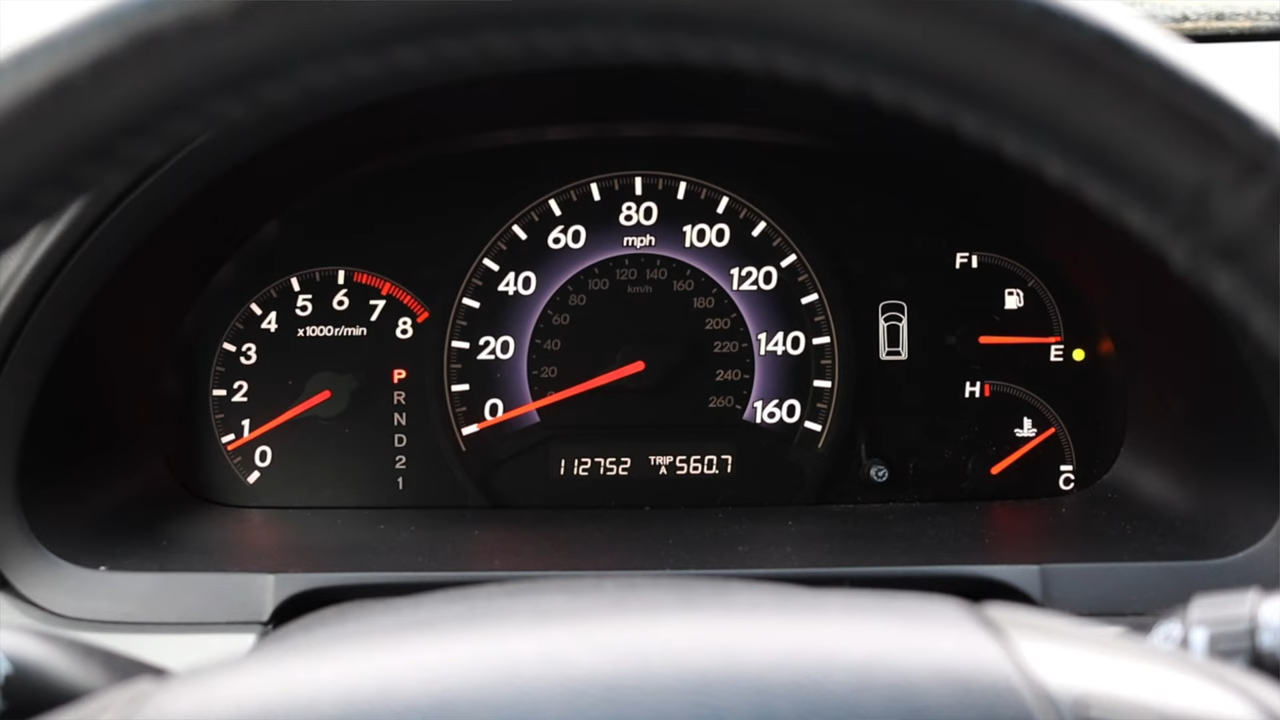 0 1 2 3 4 5 6 7 8
x1000r/min
P
R
N
D
2
1
0 20 40 60 80 100 120 140 160
mph
20 40 60 80 100 120 140 160 180 200 220 240 260
km/h
112752 TRIP A 560.7
F
E
H
C